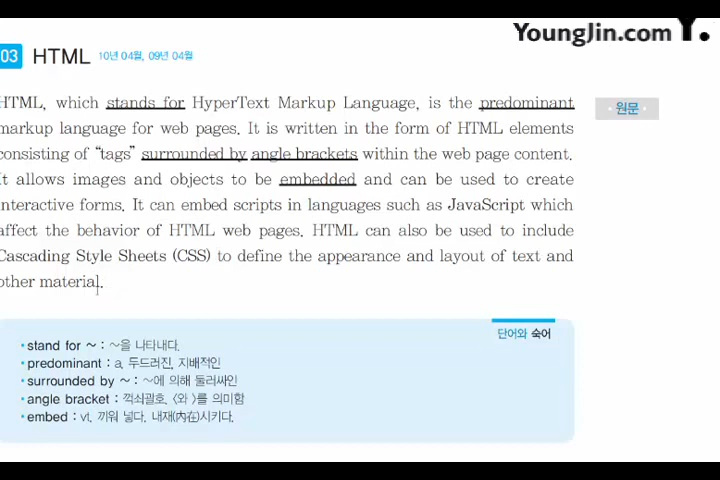 YoungJin.com Y.
03 HTML 10년 04월, 09년 04월
HTML, which stands for HyperText Markup Language, is the predominant
원문
markup language for web pages. It is written in the form of HTML elements
consisting of “tags” surrounded by angle brackets within the web page content.
It allows images and objects to be embedded and can be used to create
interactive forms. It can embed scripts in languages such as JavaScript which
affect the behavior of HTML web pages. HTML can also be used to include
Cascading Style Sheets (CSS) to define the appearance and layout of text and
other material.
단어와 숙어
• stand for ~ : ~을 나타내다.
• predominant : a. 두드러진, 지배적인
• surrounded by ~ : ~에 의해 둘러싸인
• angle bracket : 꺽쇠괄호, 〈와 〉를 의미함
• embed : vt. 끼워 넣다. 내재(內在)시키다.